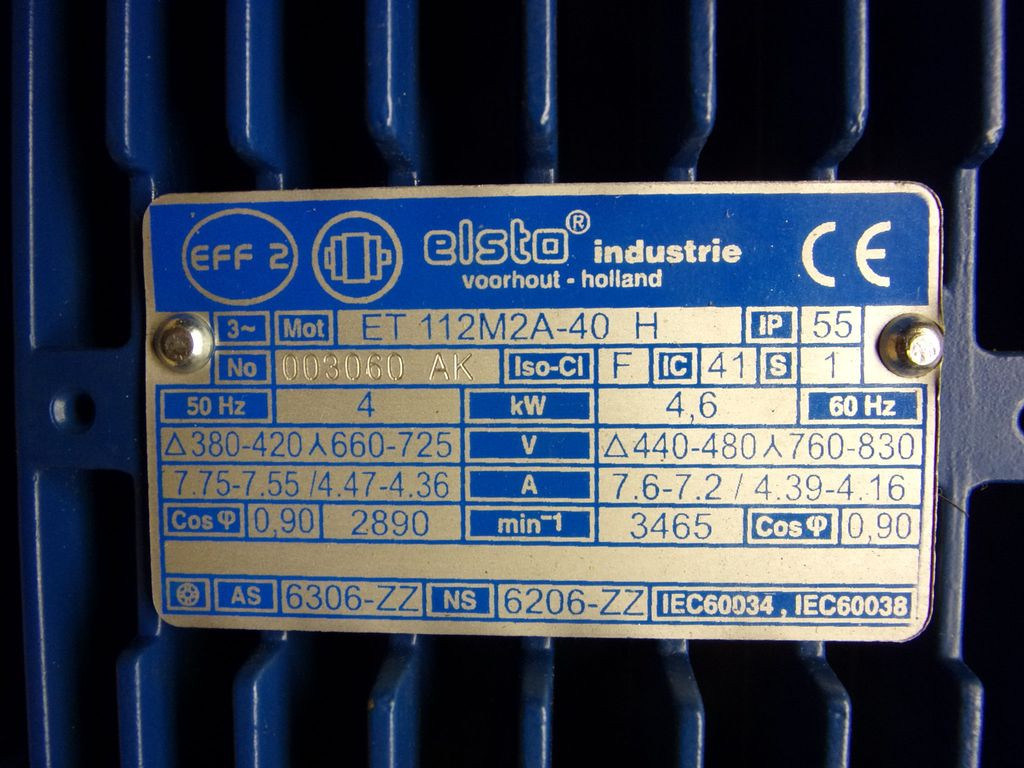 EFF 2 elsto® industrie CE
voorhout - holland
3~ Mot ET 112M2A-40 H IP 55
No 003060 AK Iso-Cl F IC 41 S 1
50 Hz 4 kW 4,6 60 Hz
△380-420⅄660-725 V △440-480⅄760-830
7.75-7.55 /4.47-4.36 A 7.6-7.2 / 4.39-4.16
Cos φ 0,90 2890 min⁻¹ 3465 Cos φ 0,90
AS 6306-ZZ NS 6206-ZZ IEC60034 , IEC60038